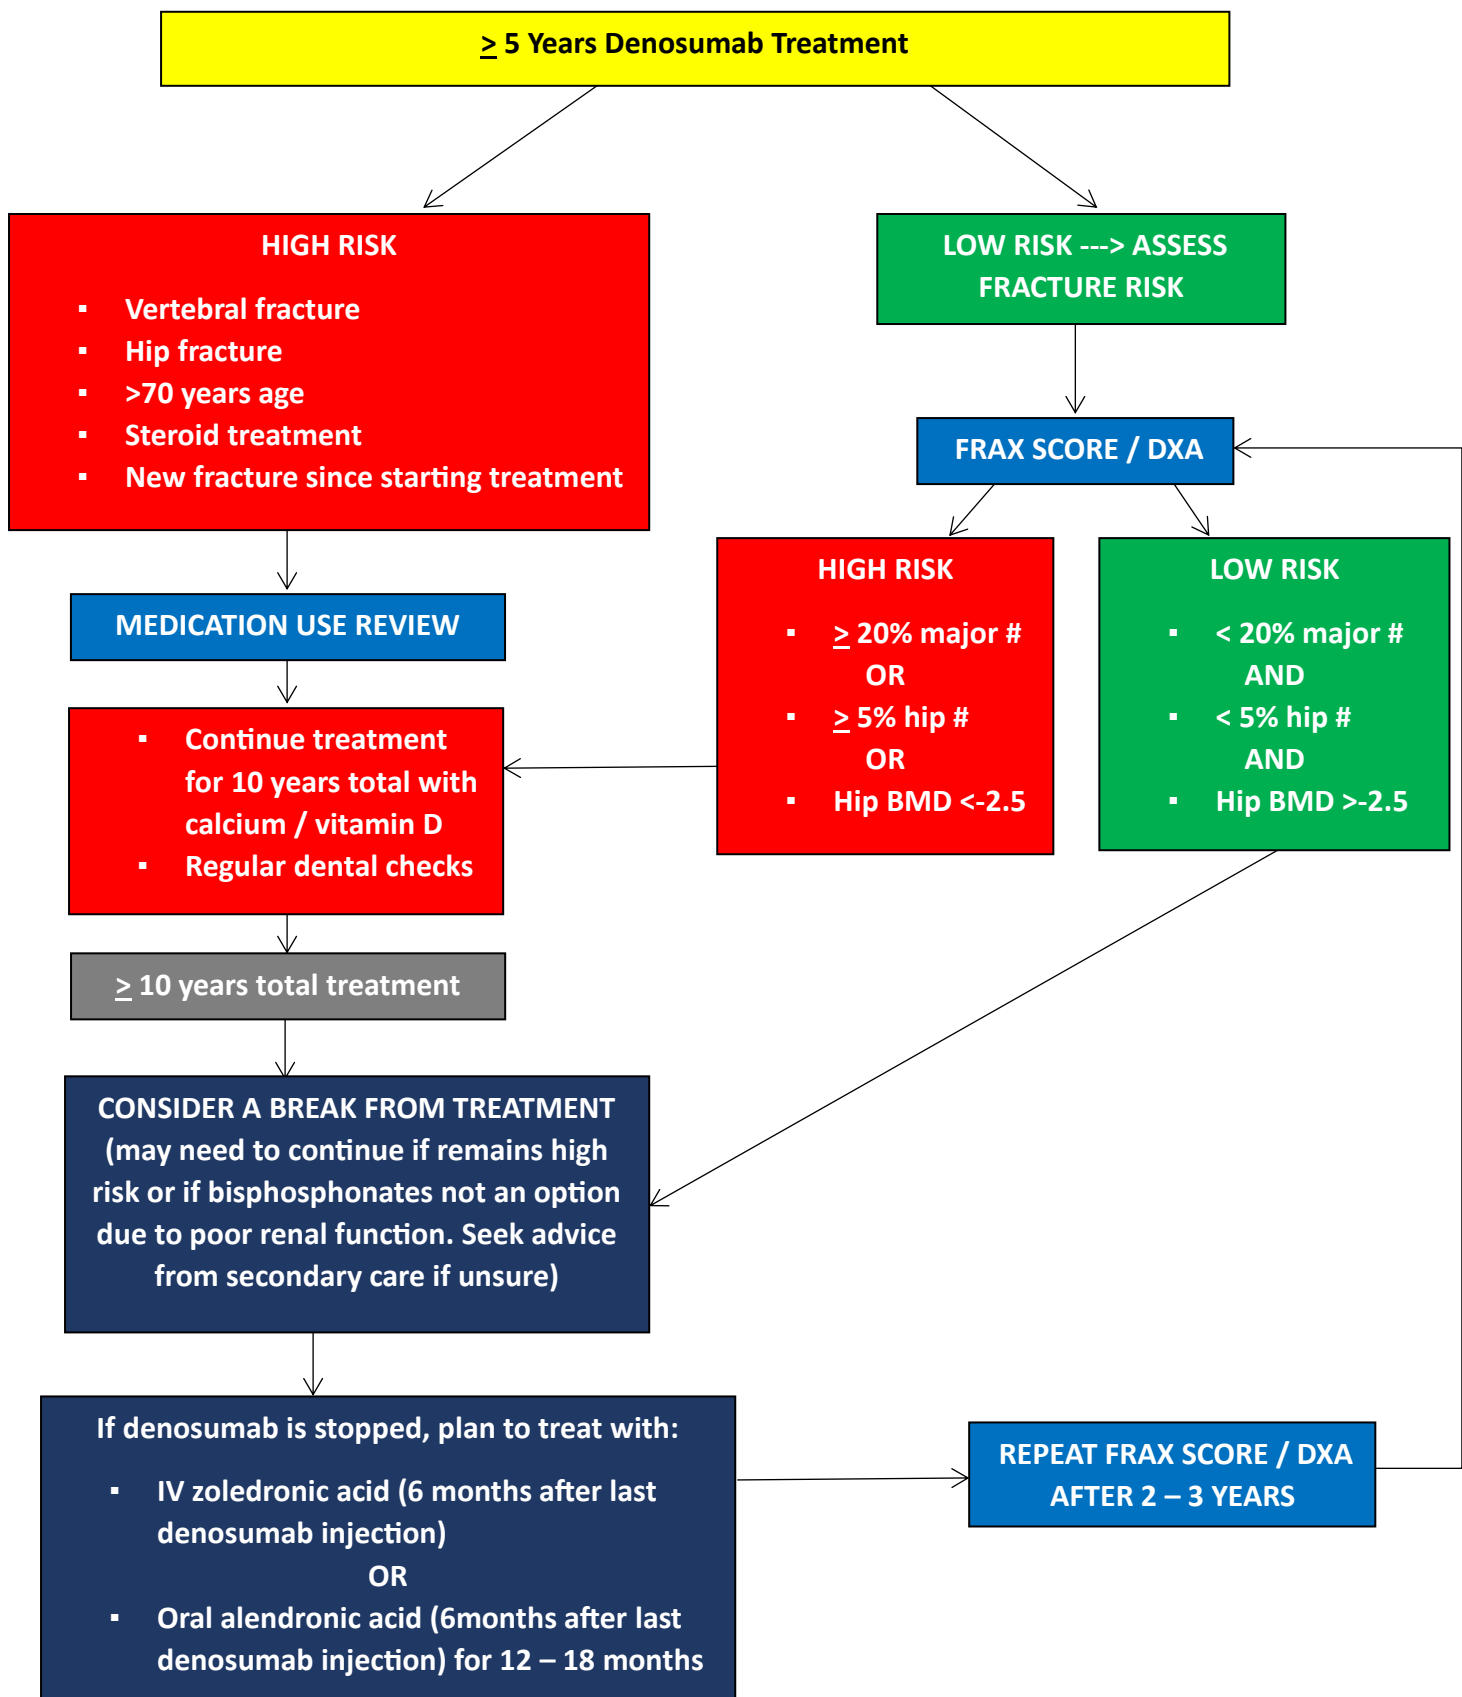 ≥ 5 Years Denosumab Treatment
HIGH RISK
▪ Vertebral fracture
▪ Hip fracture
▪ >70 years age
▪ Steroid treatment
▪ New fracture since starting treatment
LOW RISK ---> ASSESS
FRACTURE RISK
FRAX SCORE / DXA
HIGH RISK
▪ ≥ 20% major #
OR
▪ ≥ 5% hip #
OR
▪ Hip BMD <-2.5
LOW RISK
▪ < 20% major #
AND
▪ < 5% hip #
AND
▪ Hip BMD >-2.5
MEDICATION USE REVIEW
▪ Continue treatment
for 10 years total with
calcium / vitamin D
▪ Regular dental checks
≥ 10 years total treatment
CONSIDER A BREAK FROM TREATMENT
(may need to continue if remains high
risk or if bisphosphonates not an option
due to poor renal function. Seek advice
from secondary care if unsure)
If denosumab is stopped, plan to treat with:
▪ IV zoledronic acid (6 months after last
denosumab injection)
OR
▪ Oral alendronic acid (6months after last
denosumab injection) for 12 – 18 months
REPEAT FRAX SCORE / DXA
AFTER 2 – 3 YEARS